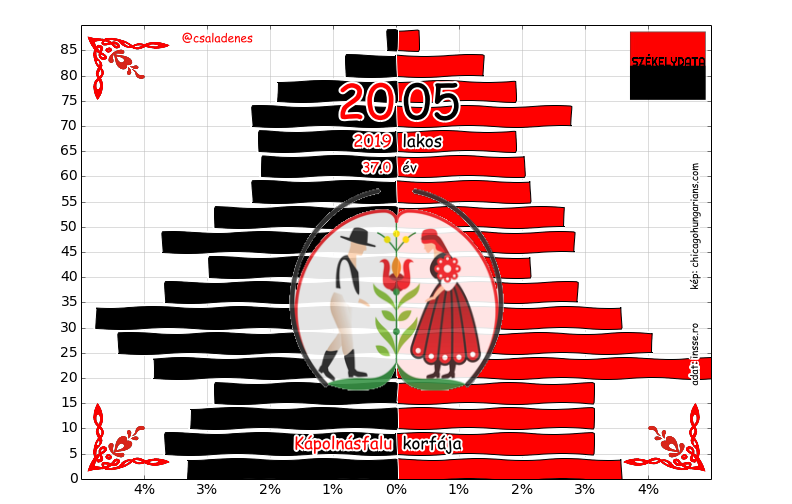 @csaladenes
SZÉKELYDATA
2005
2019 lakos
37.0 év
kép: chicagohungarians.com
adat: insse.ro
Kápolnásfalu korfája
85
80
75
70
65
60
55
50
45
40
35
30
25
20
15
10
5
0
4% 3% 2% 1% 0% 1% 2% 3% 4%